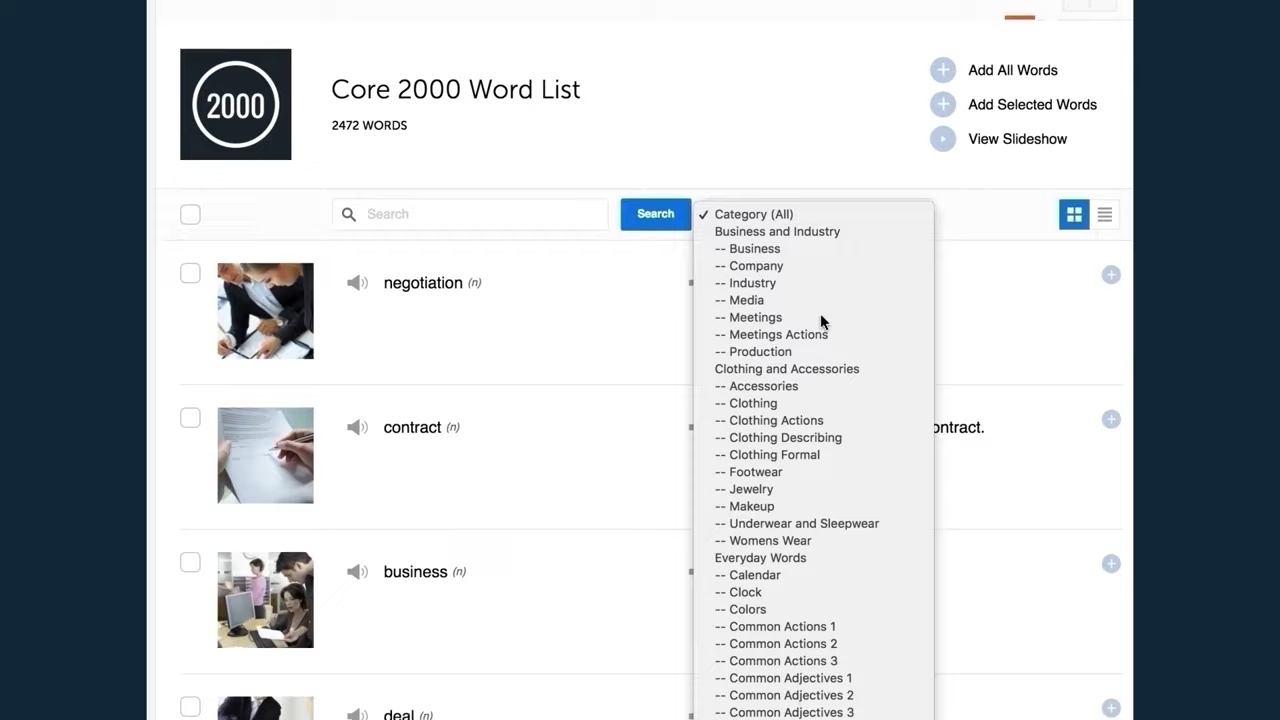 2000
Core 2000 Word List
2472 WORDS
Add All Words
Add Selected Words
View Slideshow
Search
Search
✓ Category (All)
Business and Industry
-- Business
-- Company
-- Industry
-- Media
-- Meetings
-- Meetings Actions
-- Production
Clothing and Accessories
-- Accessories
-- Clothing
-- Clothing Actions
-- Clothing Describing
-- Clothing Formal
-- Footwear
-- Jewelry
-- Makeup
-- Underwear and Sleepwear
-- Womens Wear
Everyday Words
-- Calendar
-- Clock
-- Colors
-- Common Actions 1
-- Common Actions 2
-- Common Actions 3
-- Common Adjectives 1
-- Common Adjectives 2
-- Common Adjectives 3
negotiation (n)
contract (n)
ontract.
business (n)
deal (n)